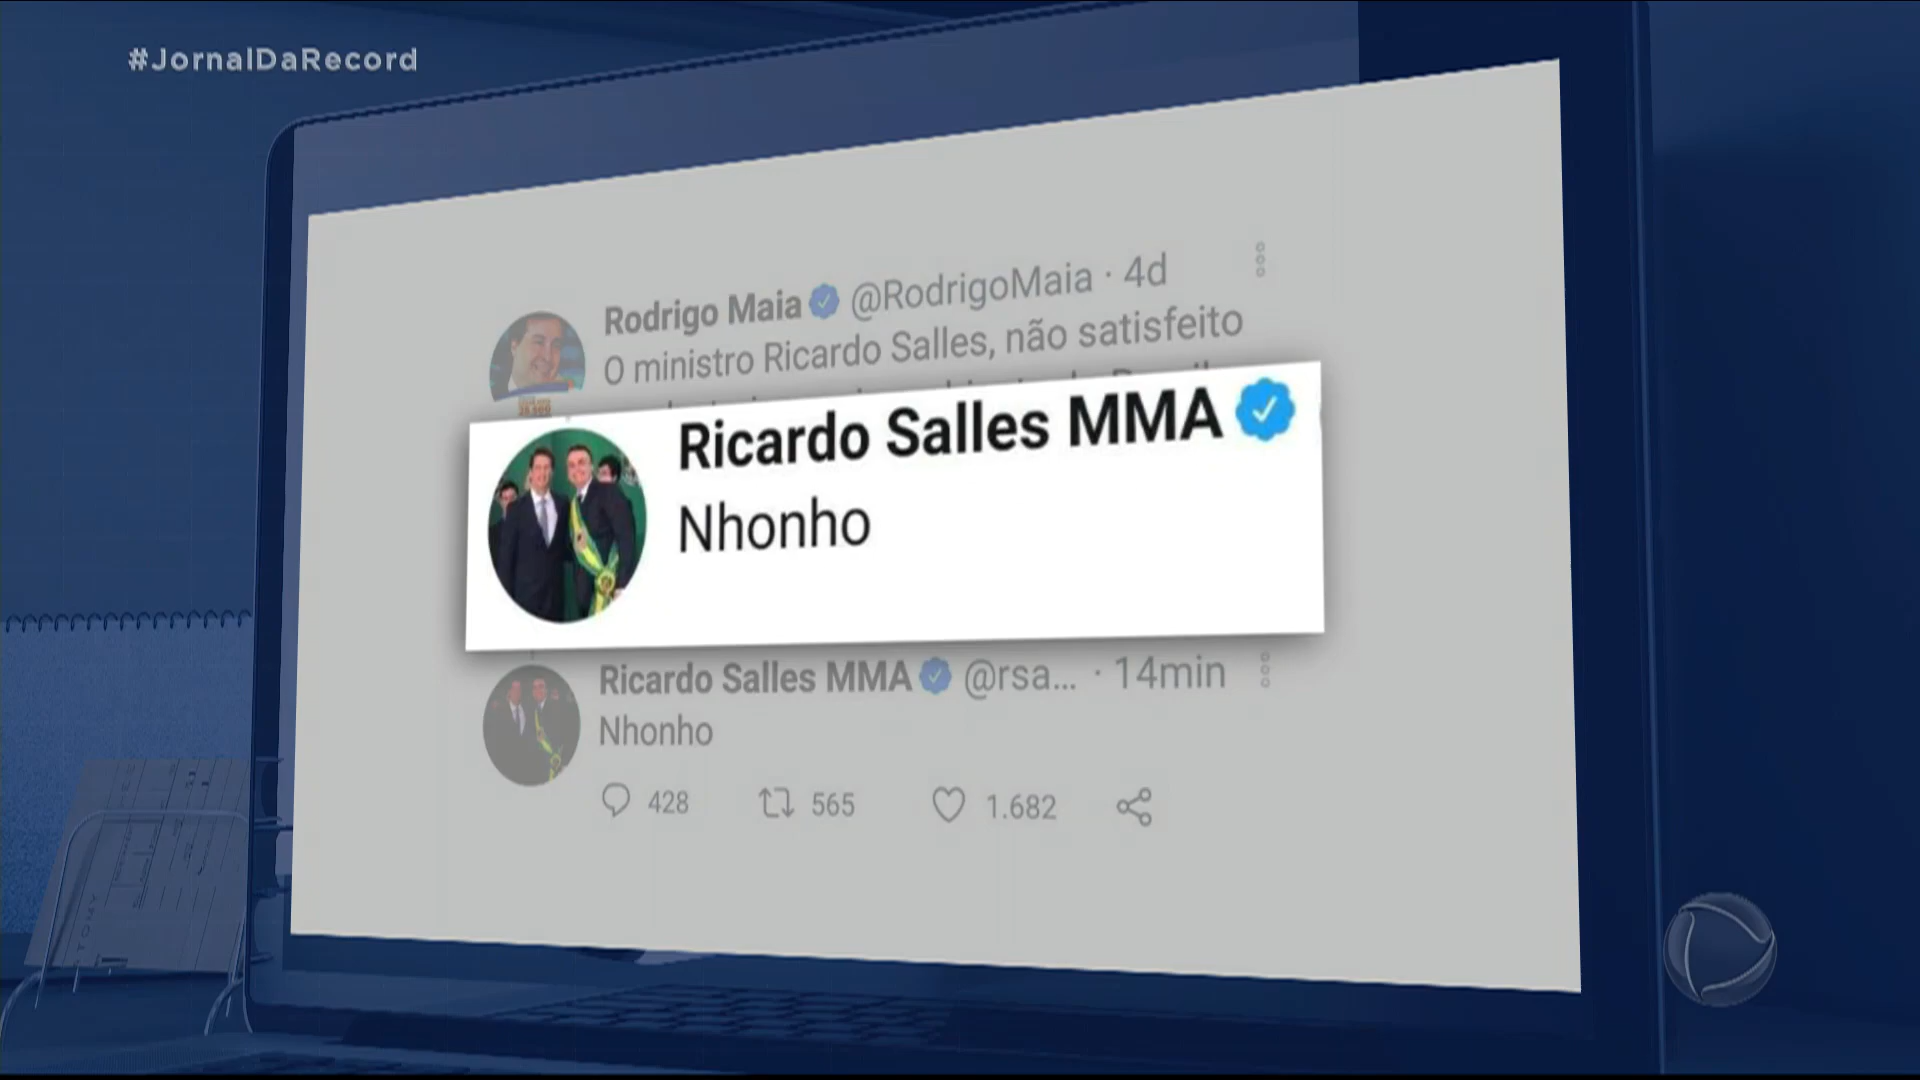 #JornalDaRecord
Rodrigo Maia @RodrigoMaia · 4d
O ministro Ricardo Salles, não satisfeito
Ricardo Salles MMA
Nhonho
Ricardo Salles MMA @rsa... · 14min
Nhonho
428 565 1.682